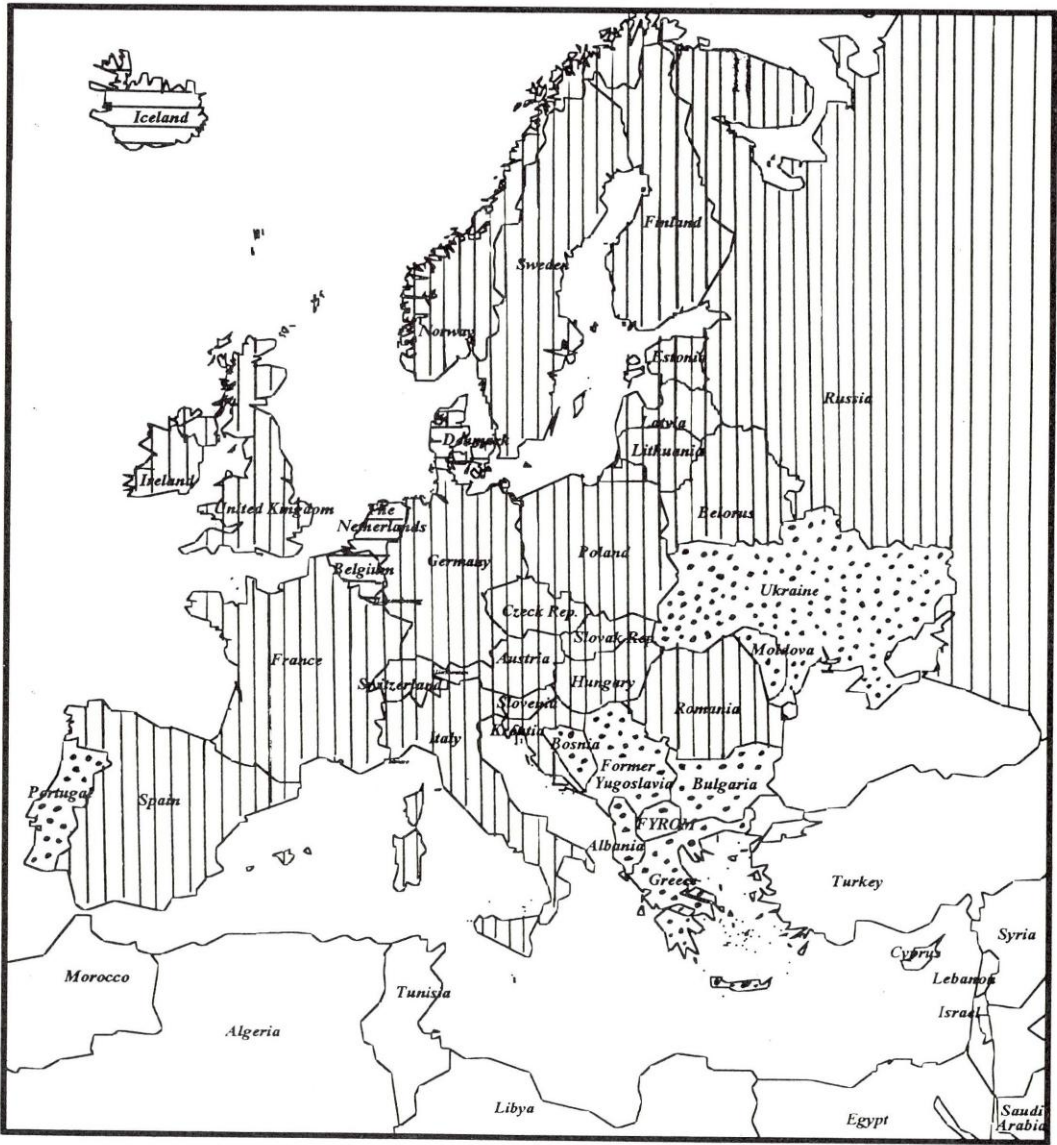 Iceland
Finland
Sweden
Norway
Estonia
Russia
Latvia
Denmark
Lithuania
Ireland
United Kingdom
The
Netherlands
Belorus
Poland
Germany
Belgium
Ukraine
Czeck Rep.
Slovak Rep.
Moldova
Austria
France
Switzerland
Hungary
Slovenia
Romania
Kroatia
Italy
Bosnia
Former
Yugoslavia
Bulgaria
Portugal
Spain
FYROM
Albania
Greece
Turkey
Syria
Cyprus
Morocco
Lebanon
Tunisia
Israel
Algeria
Libya
Egypt
Saudi
Arabia